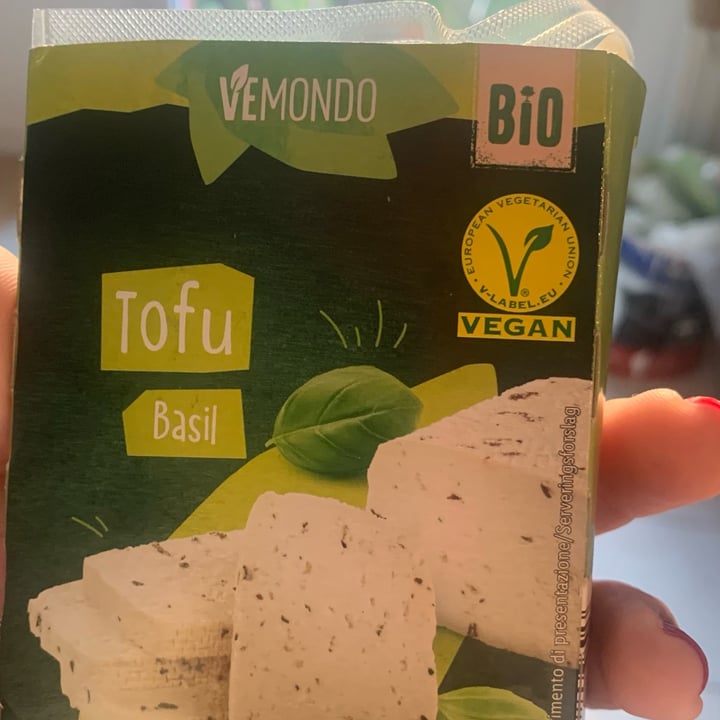 VEMONDO
BiO
EUROPEAN VEGETARIAN UNION
V-LABEL.EU
VEGAN
Tofu
Basil
imento di presentazione/Serveringsforslag